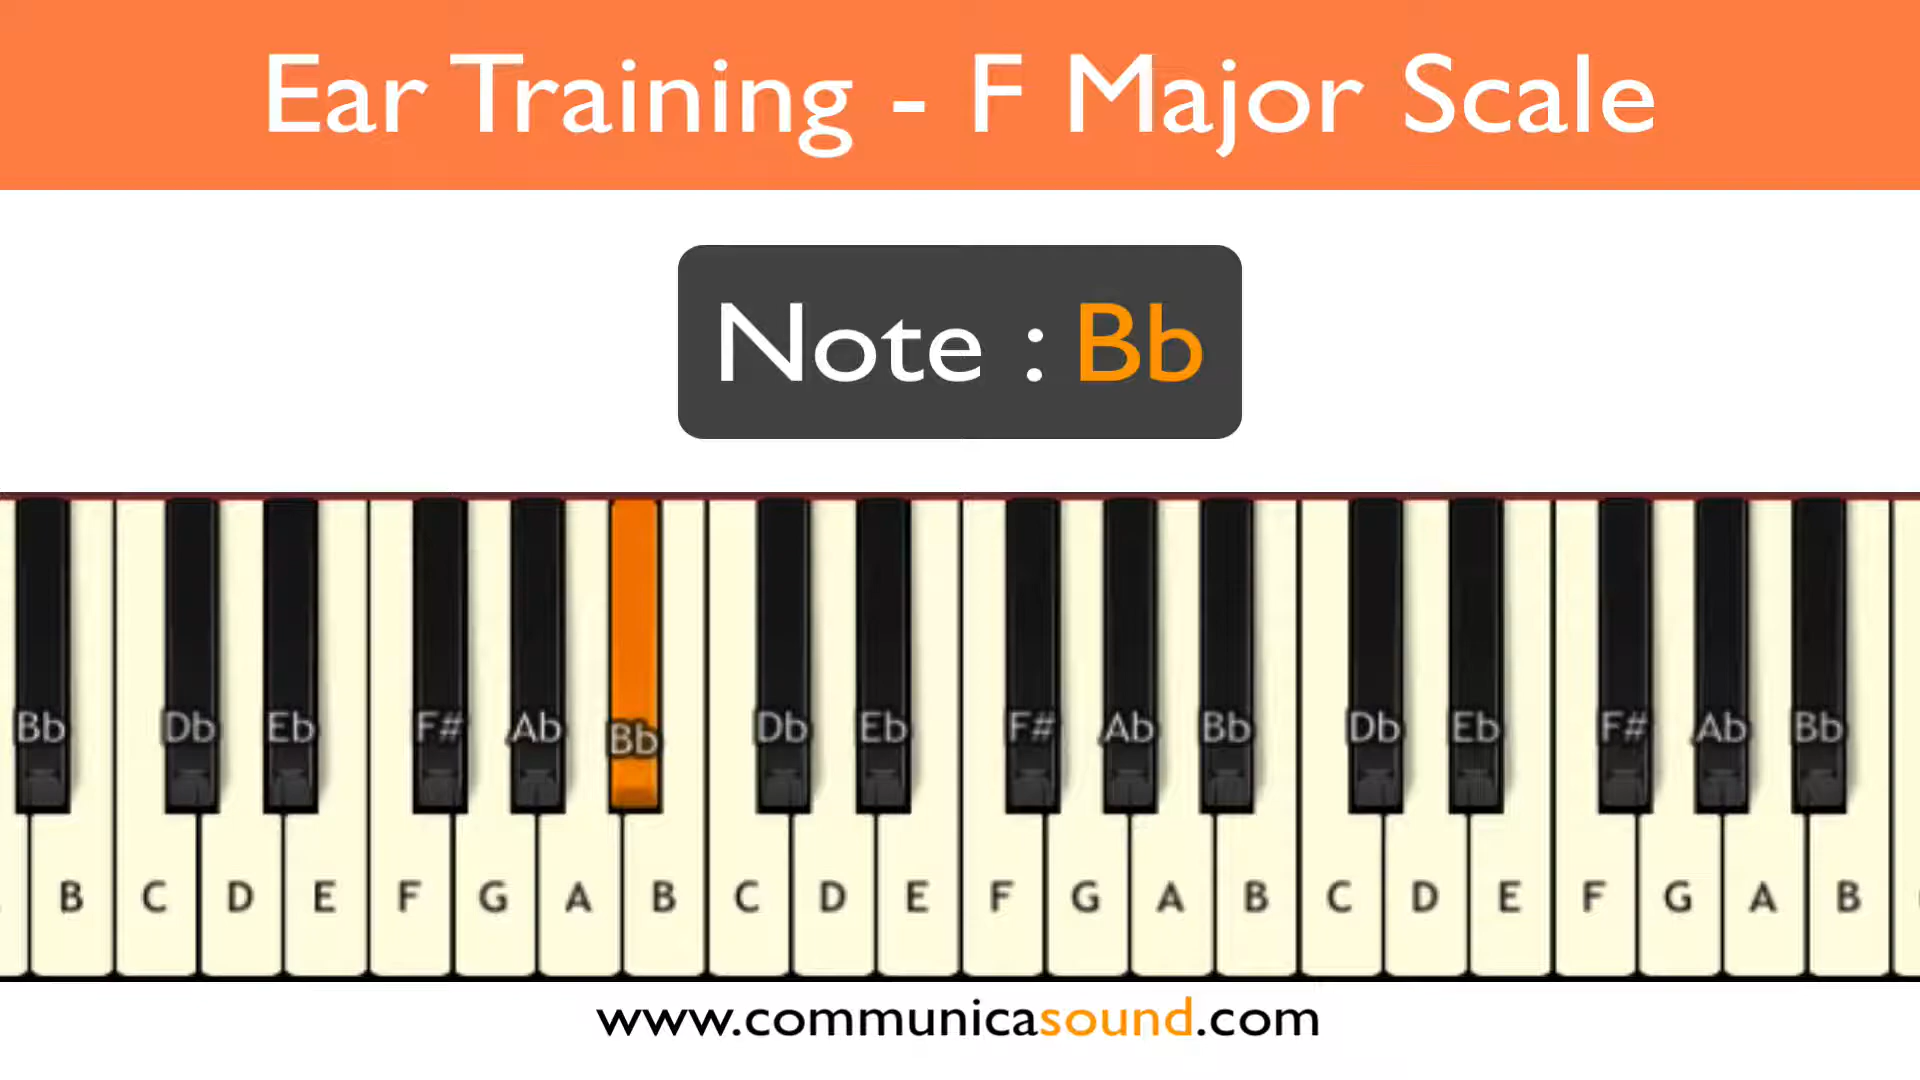 Ear Training - F Major Scale
Note : Bb
Bb Db Eb F# Ab Bb Db Eb F# Ab Bb Db Eb F# Ab Bb
B C D E F G A B C D E F G A B C D E F G A B
www.communicasound.com